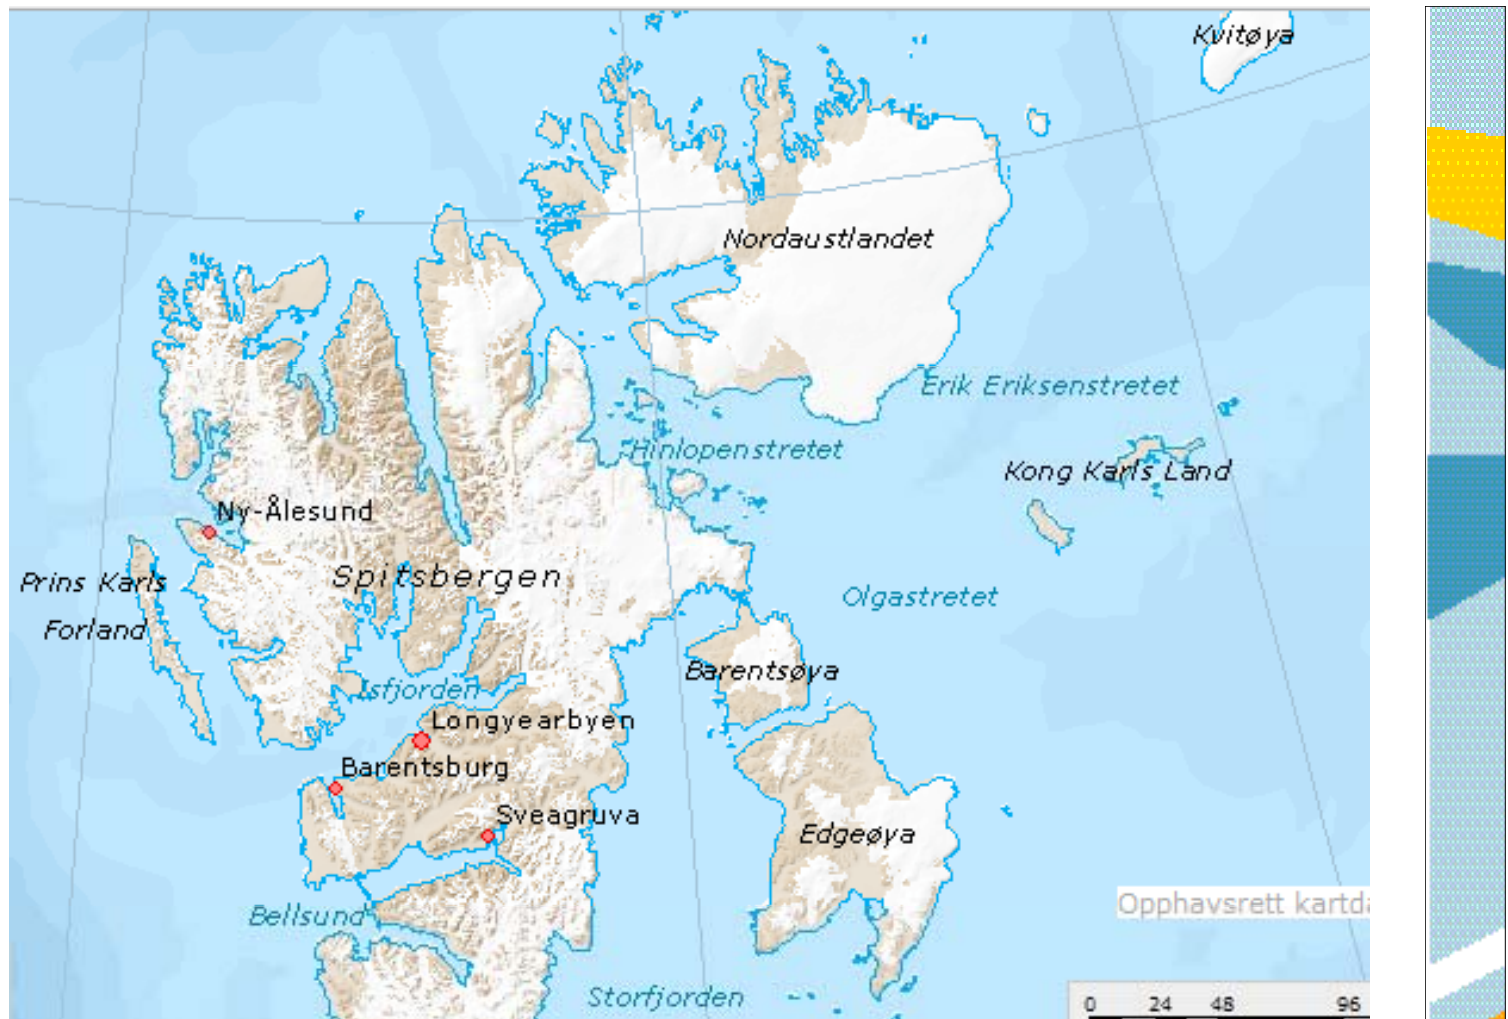 Kvitøya
Nordaustlandet
Erik Eriksenstretet
Hinlopenstretet
Kong Karls Land
Ny-Ålesund
Spitsbergen
Prins Karls
Forland
Olgastretet
Barentsøya
Isfjorden
Longyearbyen
Barentsburg
Sveagruva
Edgeøya
Bellsund
Opphavsrett
Storfjorden
0 24 48 96